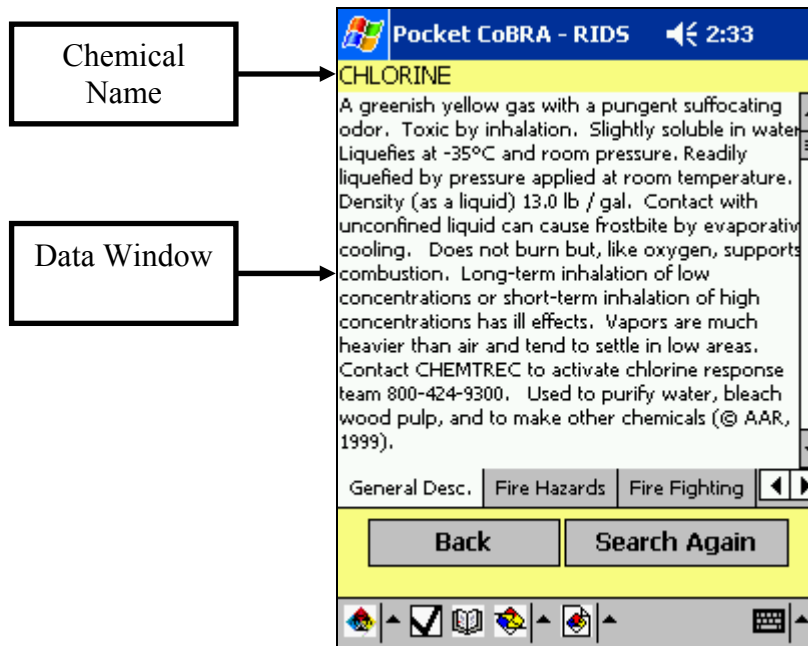 Chemical
Name
Data Window
Pocket CoBRA - RIDS 2:33
CHLORINE
A greenish yellow gas with a pungent suffocating
odor. Toxic by inhalation. Slightly soluble in water
Liquefies at -35°C and room pressure. Readily
liquefied by pressure applied at room temperature.
Density (as a liquid) 13.0 lb / gal. Contact with
unconfined liquid can cause frostbite by evaporativ
cooling. Does not burn but, like oxygen, supports
combustion. Long-term inhalation of low
concentrations or short-term inhalation of high
concentrations has ill effects. Vapors are much
heavier than air and tend to settle in low areas.
Contact CHEMTREC to activate chlorine response
team 800-424-9300. Used to purify water, bleach
wood pulp, and to make other chemicals (© AAR,
1999).
General Desc. Fire Hazards Fire Fighting
Back Search Again